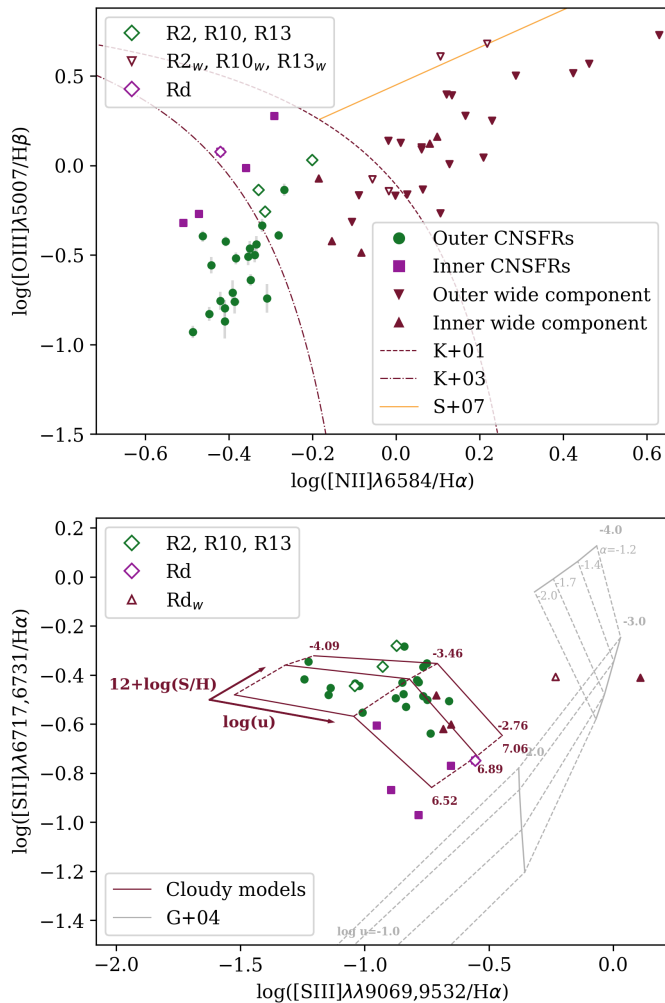 R2, R10, R13
R2w, R10w, R13w
Rd
0.5
0.0
−0.5
−1.0
−1.5
log([OIII]λ5007/Hβ)
Outer CNSFRs
Inner CNSFRs
Outer wide component
Inner wide component
K+01
K+03
S+07
−0.6 −0.4 −0.2 0.0 0.2 0.4 0.6
log([NII]λ6584/Hα)
R2, R10, R13
Rd
Rdw
0.2
0.0
−0.2
−0.4
−0.6
−0.8
−1.0
−1.2
−1.4
log([SII]λλ6717,6731/Hα)
-4.0
α=-1.2
-1.4
-1.7
-2.0
-3.0
-4.09
-3.46
12+log(S/H)
log(u)
-2.76
7.06
6.89
6.52
-2.0
log u=-1.0
Cloudy models
G+04
−2.0 −1.5 −1.0 −0.5 0.0
log([SIII]λλ9069,9532/Hα)